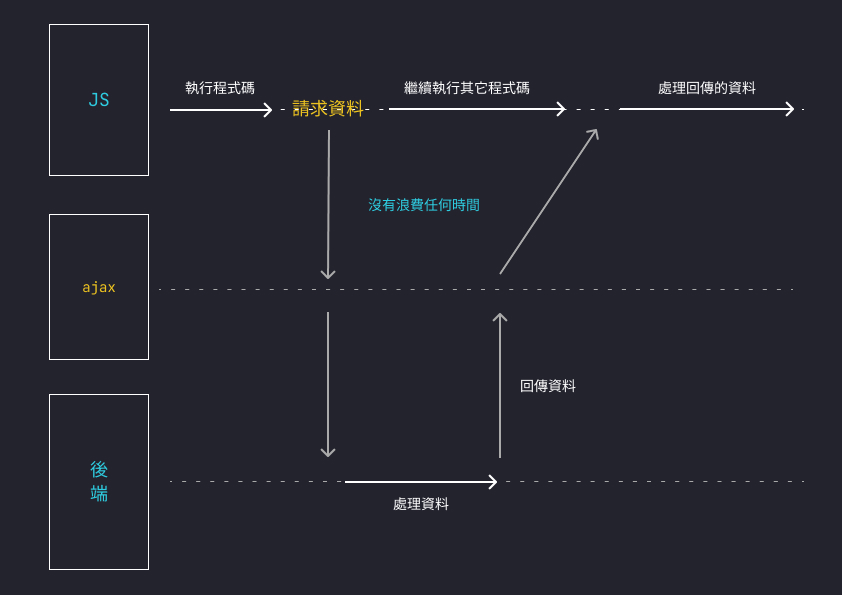 JS
執行程式碼
請求資料
繼續執行其它程式碼
處理回傳的資料
沒有浪費任何時間
ajax
回傳資料
後
端
處理資料